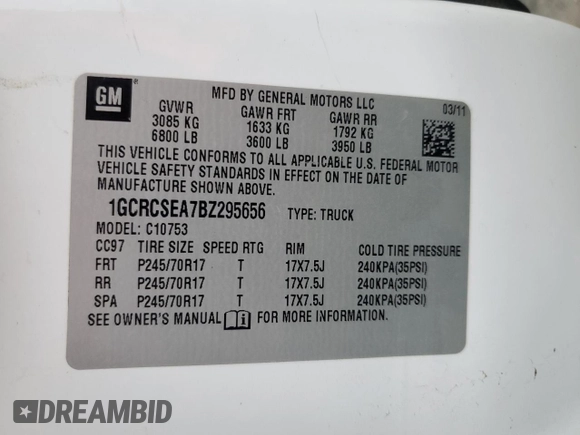 GM
MFD BY GENERAL MOTORS LLC
03/11
GVWR GAWR FRT GAWR RR
3085 KG 1633 KG 1792 KG
6800 LB 3600 LB 3950 LB
THIS VEHICLE CONFORMS TO ALL APPLICABLE U.S. FEDERAL MOTOR
VEHICLE SAFETY STANDARDS IN EFFECT ON THE DATE OF
MANUFACTURE SHOWN ABOVE.
1GCRCSEA7BZ295656 TYPE: TRUCK
MODEL: C10753
CC97 TIRE SIZE SPEED RTG RIM COLD TIRE PRESSURE
FRT P245/70R17 T 17X7.5J 240KPA(35PSI)
RR P245/70R17 T 17X7.5J 240KPA(35PSI)
SPA P245/70R17 T 17X7.5J 240KPA(35PSI)
SEE OWNER'S MANUAL FOR MORE INFORMATION.
DREAMBID